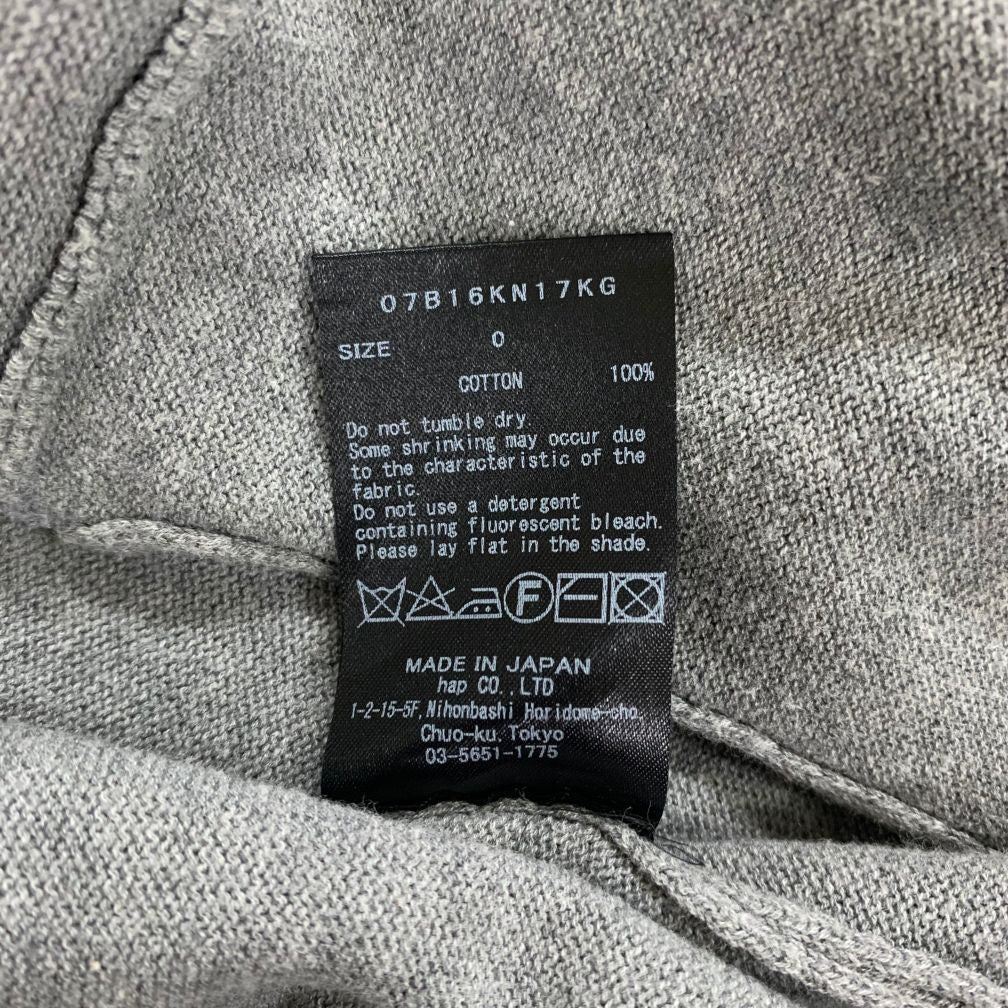 07B16KN17KG
SIZE 0
COTTON 100%
Do not tumble dry.
Some shrinking may occur due
to the characteristic of the
fabric.
Do not use a detergent
containing fluorescent bleach.
Please lay flat in the shade.
F
MADE IN JAPAN
hap CO.,LTD
1-2-15-5F, Nihonbashi Horidome-cho,
Chuo-ku, Tokyo
03-5651-1775